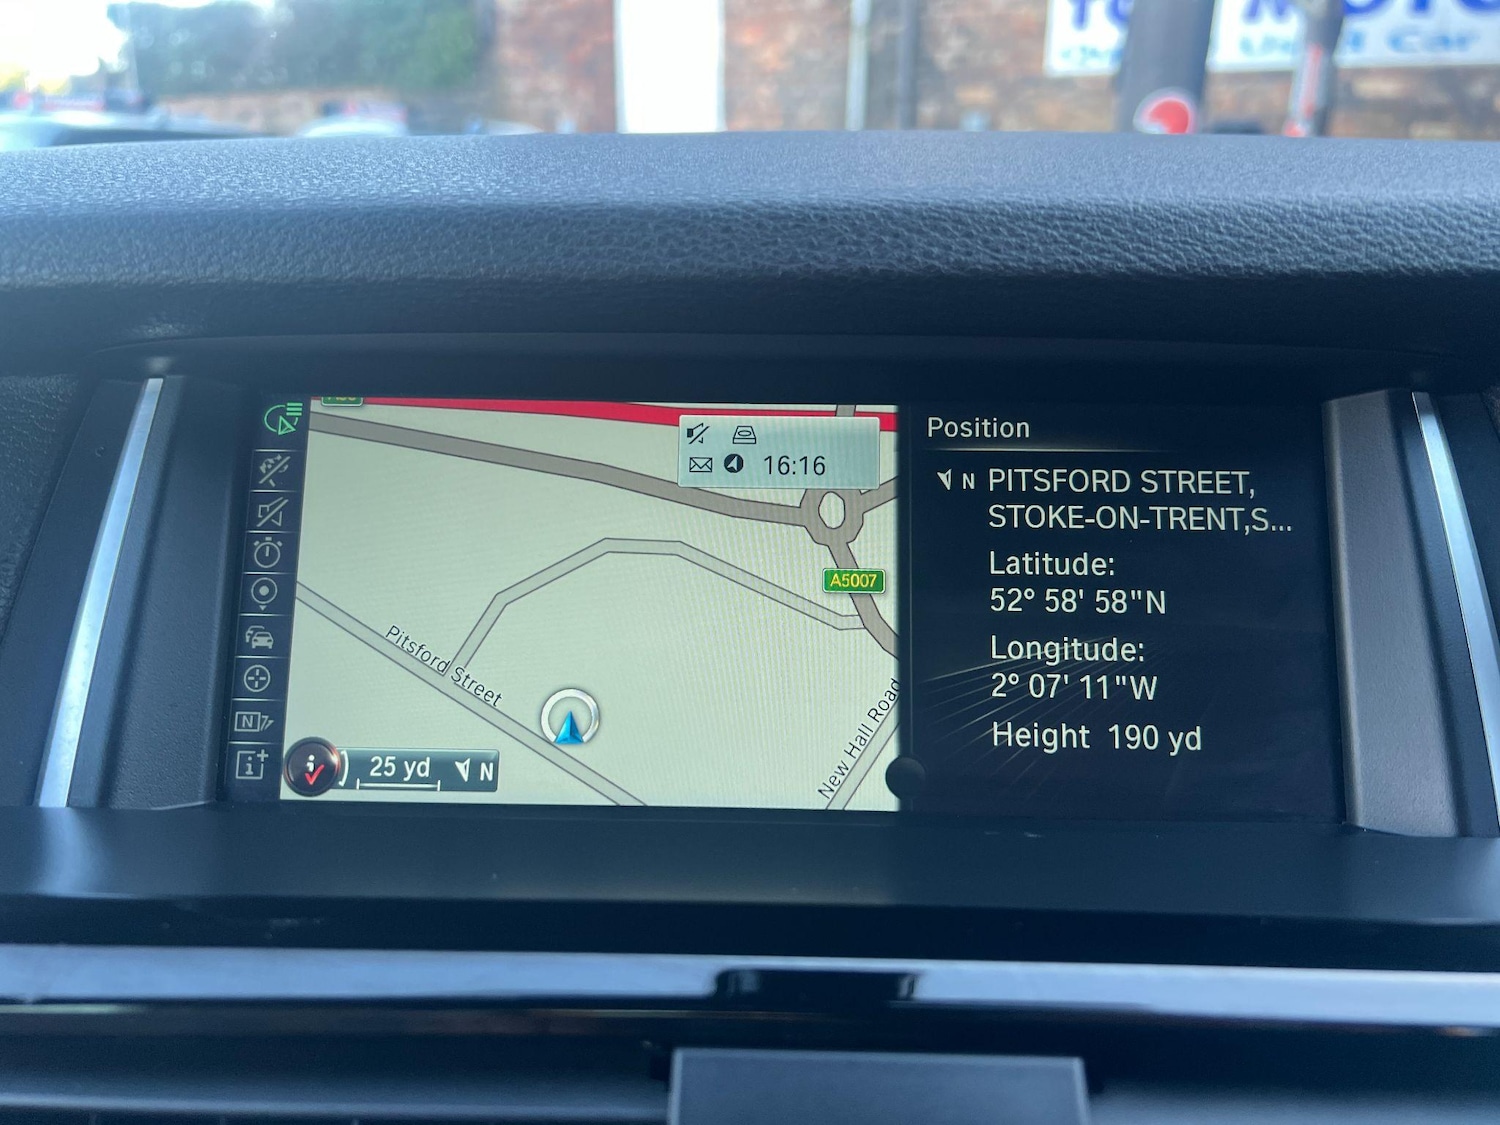 16:16
A5007
Pitsford Street
New Hall Road
25 yd N
Position
N PITSFORD STREET,
STOKE-ON-TRENT,S...
Latitude:
52° 58' 58"N
Longitude:
2° 07' 11"W
Height 190 yd